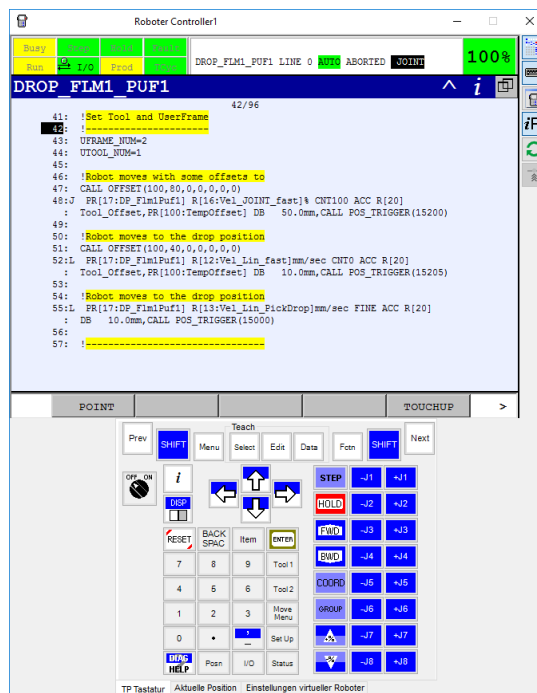 Roboter Controller1
Busy Step Hold Fault
Run I/O Prod TCyc
DROP_FLM1_PUF1 LINE 0 AUTO ABORTED JOINT
100%
DROP_FLM1_PUF1
42/96
41: !Set Tool and UserFrame
42: !----------------------
43: UFRAME_NUM=2
44: UTOOL_NUM=1
45:
46: !Robot moves with some offsets to
47: CALL OFFSET(100,80,0,0,0,0,0)
48:J PR[17:DP_Flm1Puf1] R[16:Vel_JOINT_fast]% CNT100 ACC R[20]
: Tool_Offset,PR[100:TempOffset] DB 50.0mm,CALL POS_TRIGGER(15200)
49:
50: !Robot moves to the drop position
51: CALL OFFSET(100,40,0,0,0,0,0)
52:L PR[17:DP_Flm1Puf1] R[12:Vel_Lin_fast]mm/sec CNT0 ACC R[20]
: Tool_Offset,PR[100:TempOffset] DB 10.0mm,CALL POS_TRIGGER(15205)
53:
54: !Robot moves to the drop position
55:L PR[17:DP_Flm1Puf1] R[13:Vel_Lin_PickDrop]mm/sec FINE ACC R[20]
: DB 10.0mm,CALL POS_TRIGGER(15000)
56:
57: !--------------------------------
POINT TOUCHUP >
Teach
Prev SHIFT Menu Select Edit Data Fctn SHIFT Next
OFF ON i STEP -J1 +J1
DISP HOLD -J2 +J2
RESET BACK SPAC Item ENTER FWD -J3 +J3
7 8 9 Tool 1 BWD -J4 +J4
4 5 6 Tool 2 COORD -J5 +J5
1 2 3 Move Menu GROUP -J6 +J6
0 • , Set Up +% -J7 +J7
DIAG HELP Posn I/O Status -% -J8 +J8
TP Tastatur Aktuelle Position Einstellungen virtueller Roboter